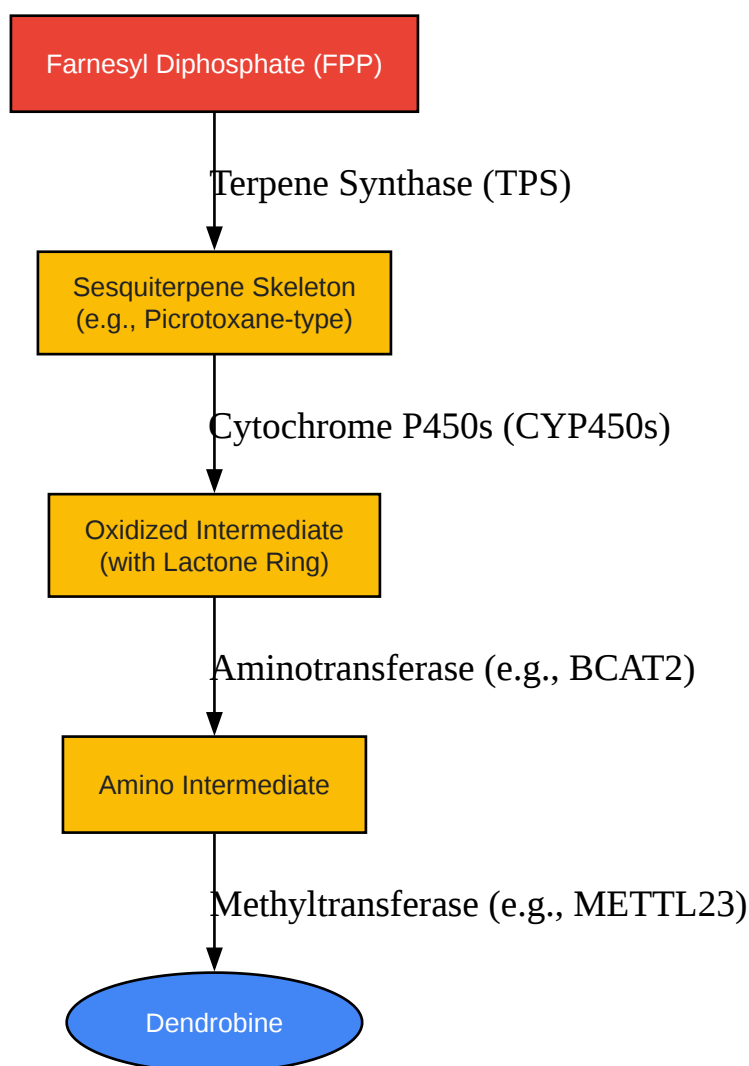 Farnesyl Diphosphate (FPP)
Terpene Synthase (TPS)
Sesquiterpene Skeleton
(e.g., Picrotoxane-type)
Cytochrome P450s (CYP450s)
Oxidized Intermediate
(with Lactone Ring)
Aminotransferase (e.g., BCAT2)
Amino Intermediate
Methyltransferase (e.g., METTL23)
Dendrobine